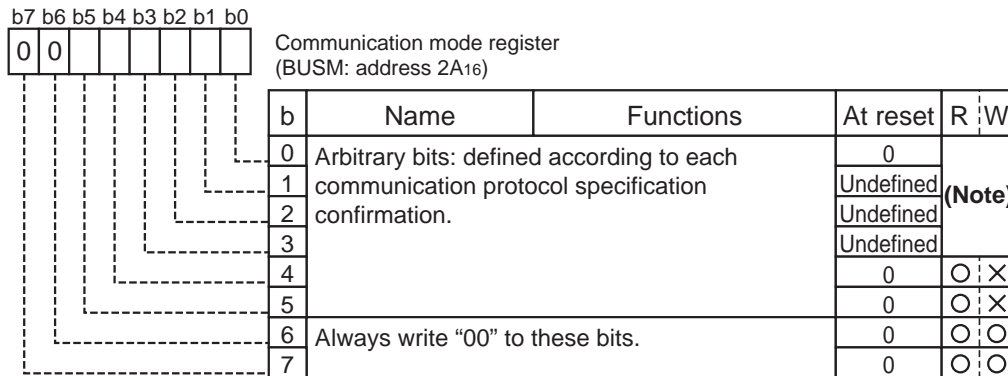 b7 b6 b5 b4 b3 b2 b1 b0
0 0
Communication mode register
(BUSM: address 2A16)
b Name Functions At reset R W
0 Arbitrary bits: defined according to each 0
1 communication protocol specification Undefined (Note)
2 confirmation. Undefined
3 Undefined
4 0 O X
5 0 O X
6 Always write “00” to these bits. 0 O O
7 0 O O